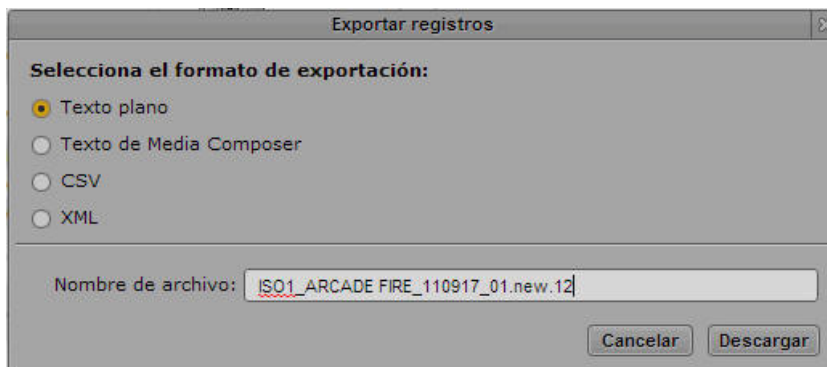 Exportar registros
Selecciona el formato de exportación:
Texto plano
Texto de Media Composer
CSV
XML
Nombre de archivo: ISO1_ARCADE FIRE_110917_01.new.12
Cancelar Descargar